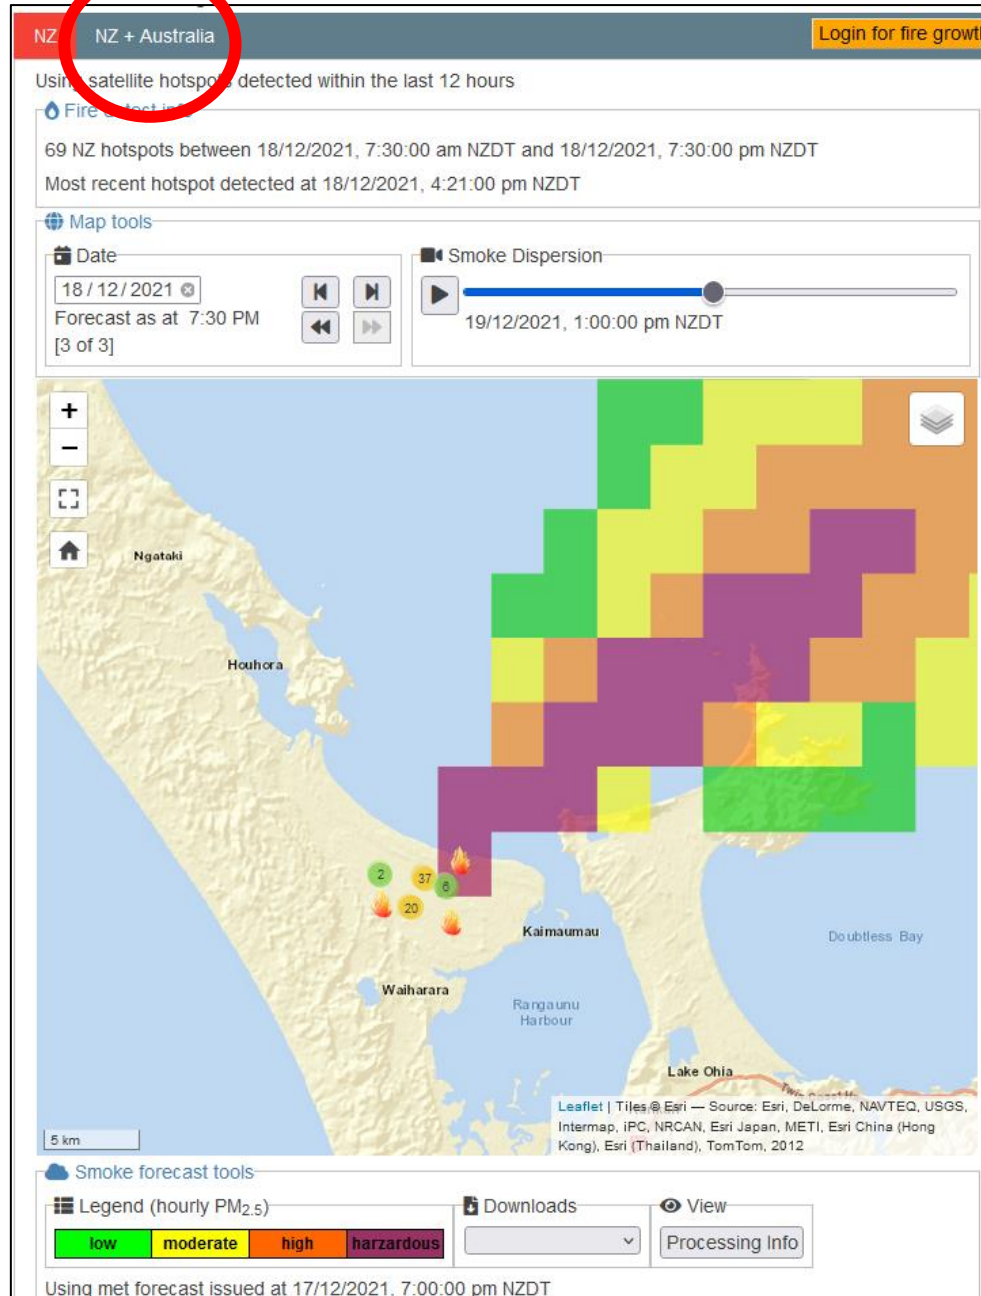 NZ NZ + Australia Login for fire growth
Using satellite hotspots detected within the last 12 hours
Fire info
69 NZ hotspots between 18/12/2021, 7:30:00 am NZDT and 18/12/2021, 7:30:00 pm NZDT
Most recent hotspot detected at 18/12/2021, 4:21:00 pm NZDT
Map tools
Date
18 / 12 / 2021
Forecast as at 7:30 PM
[3 of 3]
Smoke Dispersion
19/12/2021, 1:00:00 pm NZDT
+
−
Ngataki
Houhora
2
37
6
20
Kaimaumau
Doubtless Bay
Waiharara
Rangaunu
Harbour
Lake Ohia
5 km
Leaflet | Tiles © Esri — Source: Esri, DeLorme, NAVTEQ, USGS,
Intermap, iPC, NRCAN, Esri Japan, METI, Esri China (Hong
Kong), Esri (Thailand), TomTom, 2012
Smoke forecast tools
Legend (hourly PM2.5)
low moderate high harzardous
Downloads
View
Processing Info
Using met forecast issued at 17/12/2021, 7:00:00 pm NZDT